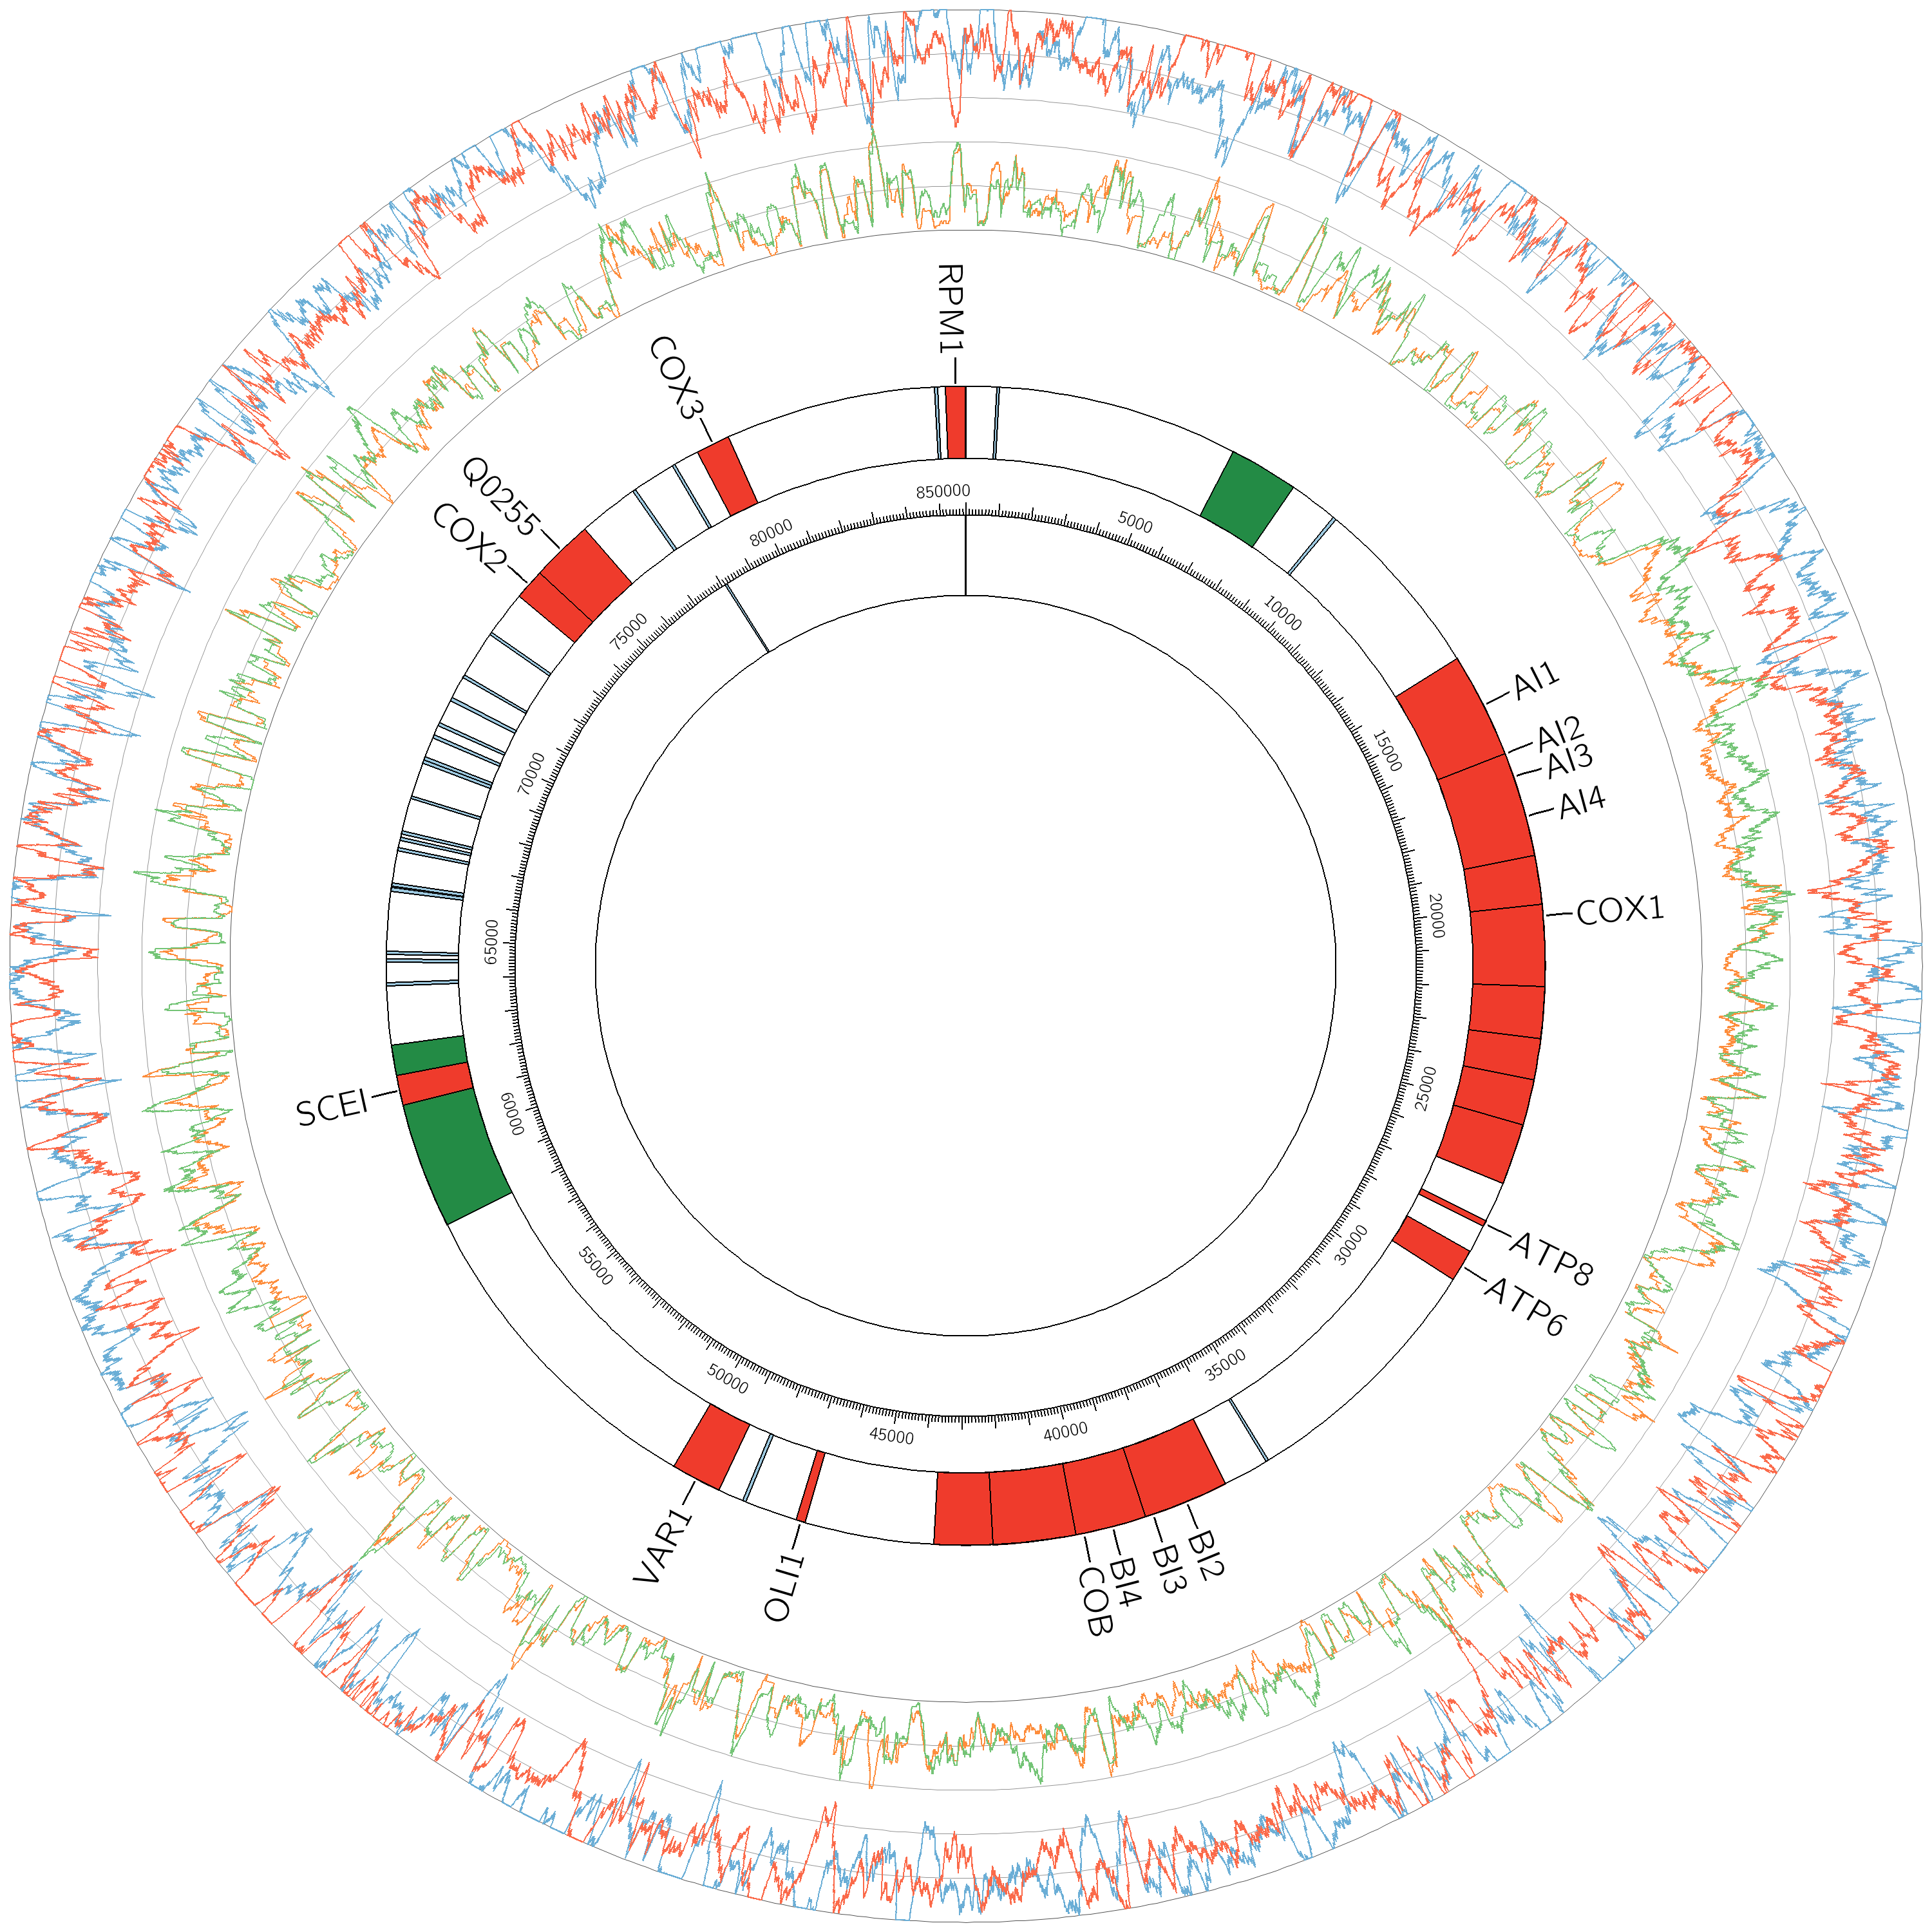 RPM1
AI1
AI2
AI3
AI4
COX1
ATP8
ATP6
BI2
BI3
BI4
COB
OLI1
VAR1
SCEI
COX2
Q0255
COX3
850000
5000
10000
15000
20000
25000
30000
35000
40000
45000
50000
55000
60000
65000
70000
75000
80000